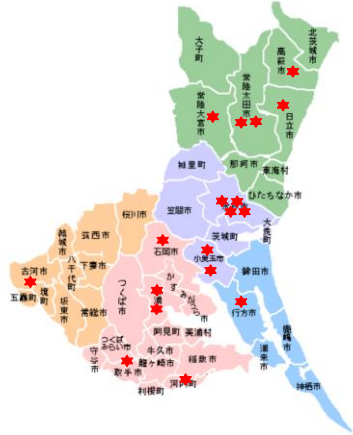 北茨城市
大子町
高萩市
常陸太田市
常陸大宮市
日立市
那珂市
東海村
城里町
ひたちなか市
笠間市
大洗町
茨城町
桜川市
石岡市
小美玉市
筑西市
結城市
八千代町
下妻市
古河市
五霞町
境町
坂東市
常総市
つくば市
かすみがうら市
鉾田市
行方市
阿見町
美浦村
つくばみらい市
牛久市
守谷市
龍ヶ崎市
稲敷市
取手市
利根町
河内町
潮来市
鹿嶋市
神栖市